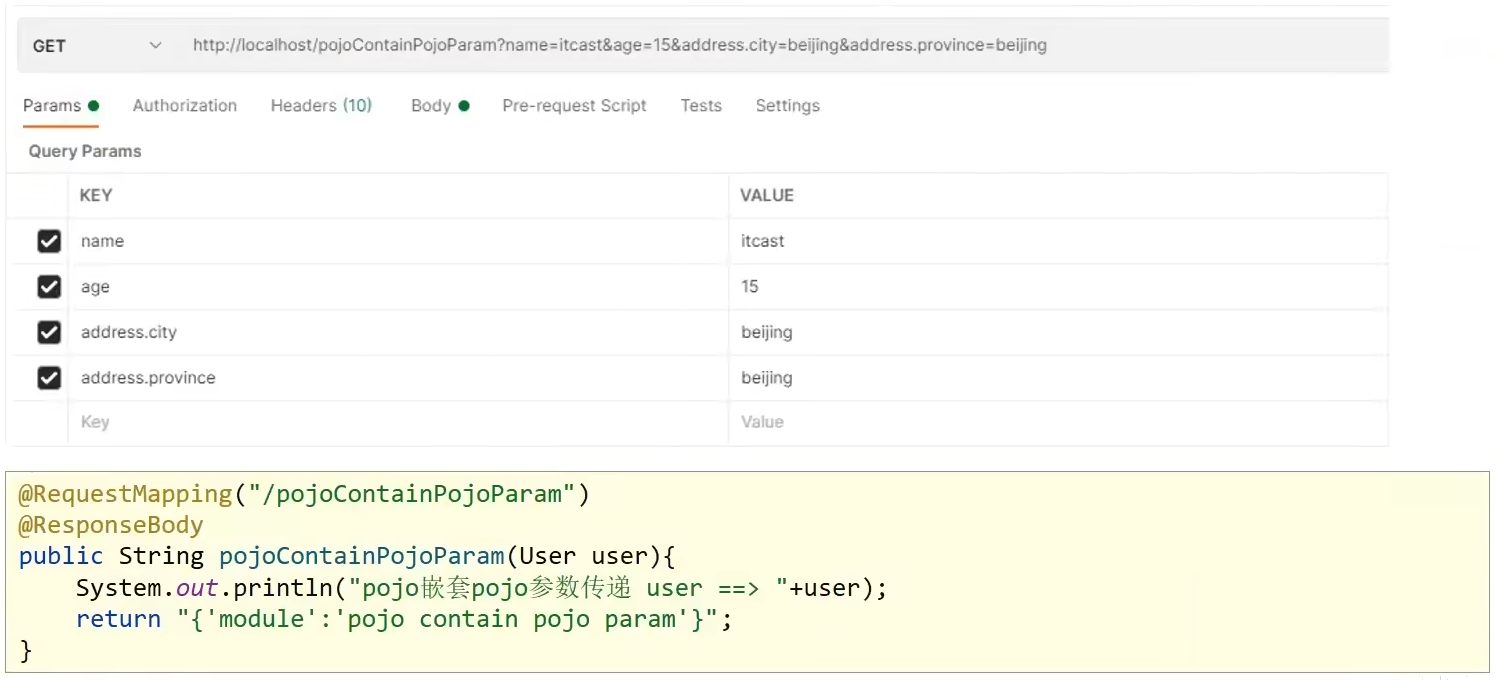 GET http://localhost/pojoContainPojoParam?name=itcast&age=15&address.city=beijing&address.province=beijing
Params Authorization Headers (10) Body Pre-request Script Tests Settings
Query Params
KEY VALUE
name itcast
age 15
address.city beijing
address.province beijing
Key Value
@RequestMapping("/pojoContainPojoParam")
@ResponseBody
public String pojoContainPojoParam(User user){
    System.out.println("pojo嵌套pojo参数传递 user ==> "+user);
    return "{'module':'pojo contain pojo param'}";
}